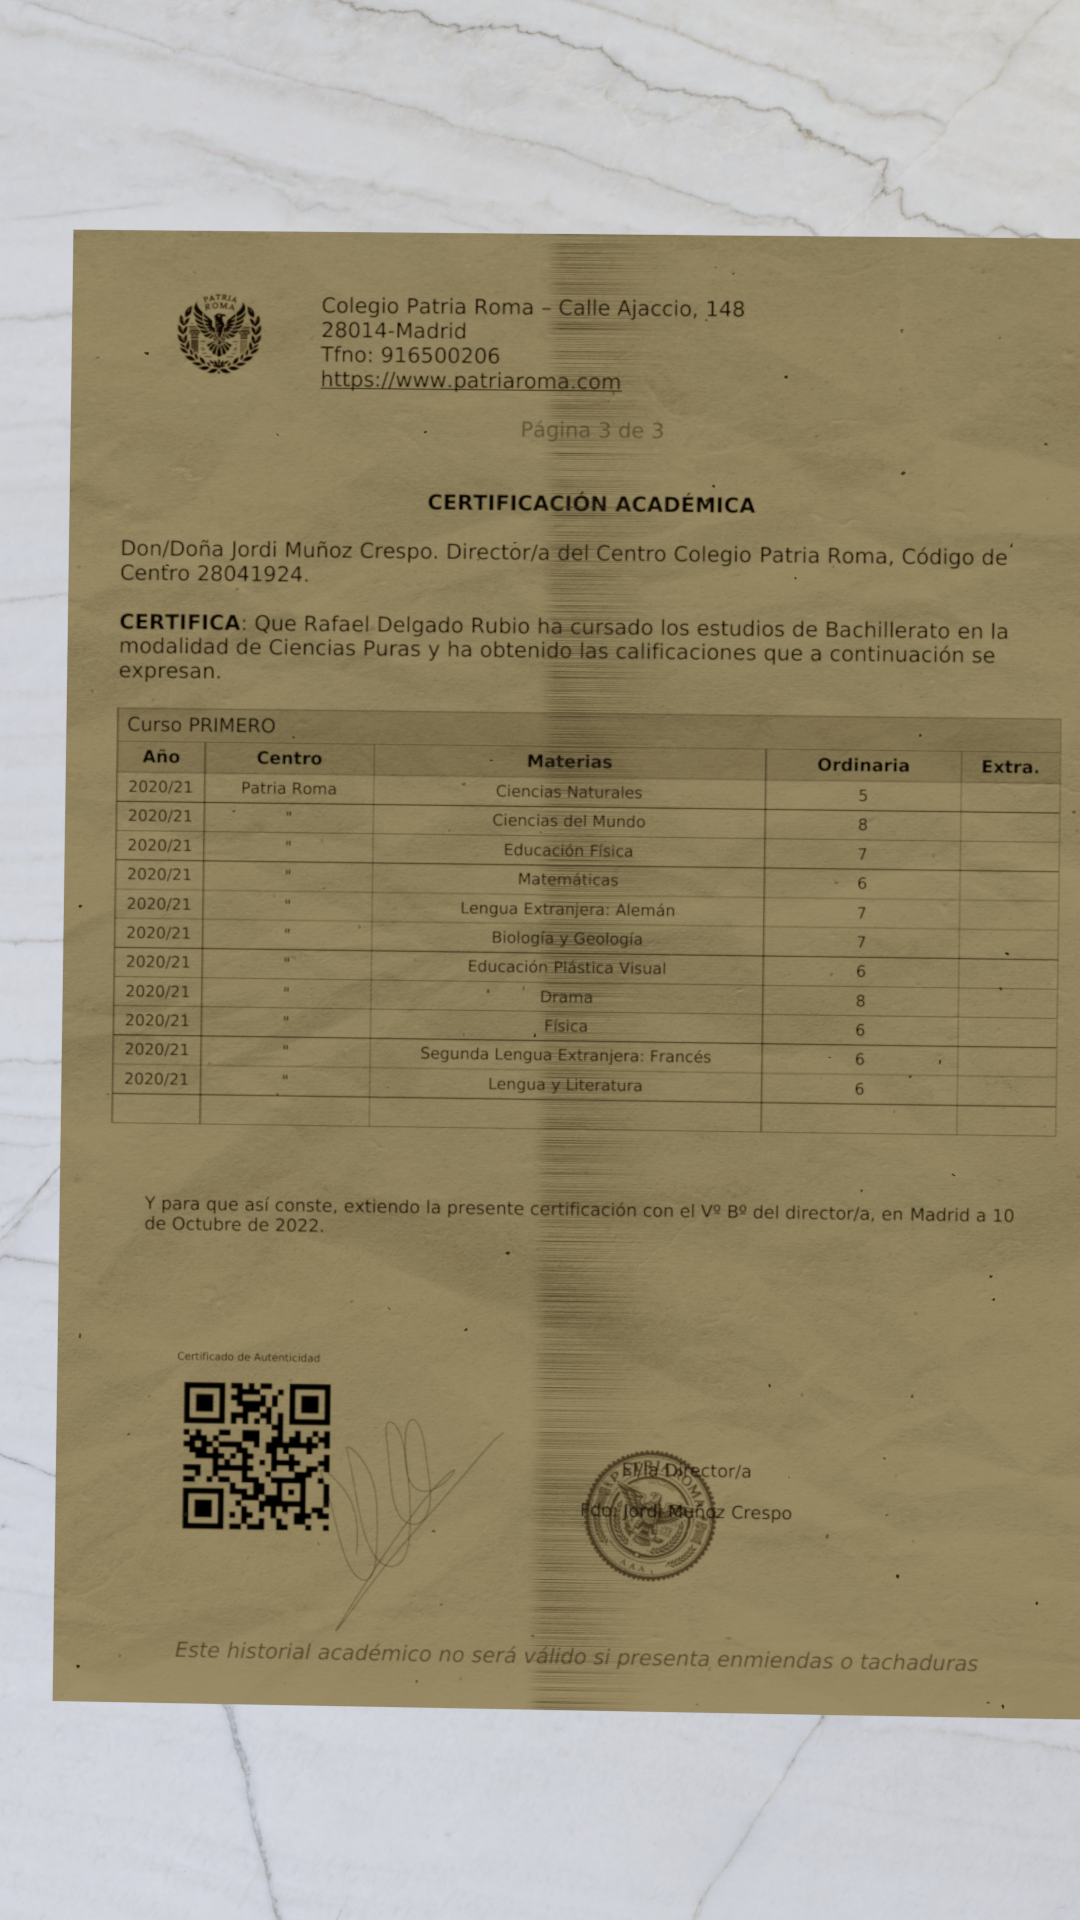 PATRIA
ROMA
Colegio Patria Roma – Calle Ajaccio, 148
28014-Madrid
Tfno: 916500206
https://www.patriaroma.com
Página 3 de 3
CERTIFICACIÓN ACADÉMICA
Don/Doña Jordi Muñoz Crespo. Director/a del Centro Colegio Patria Roma, Código de
Centro 28041924.
CERTIFICA: Que Rafael Delgado Rubio ha cursado los estudios de Bachillerato en la
modalidad de Ciencias Puras y ha obtenido las calificaciones que a continuación se
expresan.
Curso PRIMERO
Año Centro Materias Ordinaria Extra.
2020/21 Patria Roma Ciencias Naturales 5
2020/21 " Ciencias del Mundo 8
2020/21 " Educación Física 7
2020/21 " Matemáticas 6
2020/21 " Lengua Extranjera: Alemán 7
2020/21 " Biología y Geología 7
2020/21 " Educación Plástica Visual 6
2020/21 " Drama 8
2020/21 " Física 6
2020/21 " Segunda Lengua Extranjera: Francés 6
2020/21 " Lengua y Literatura 6
Y para que así conste, extiendo la presente certificación con el Vº Bº del director/a, en Madrid a 10
de Octubre de 2022.
Certificado de Autenticidad
El/la Director/a
PATRIA ROMA
Fdo: Jordi Muñoz Crespo
Este historial académico no será válido si presenta enmiendas o tachaduras